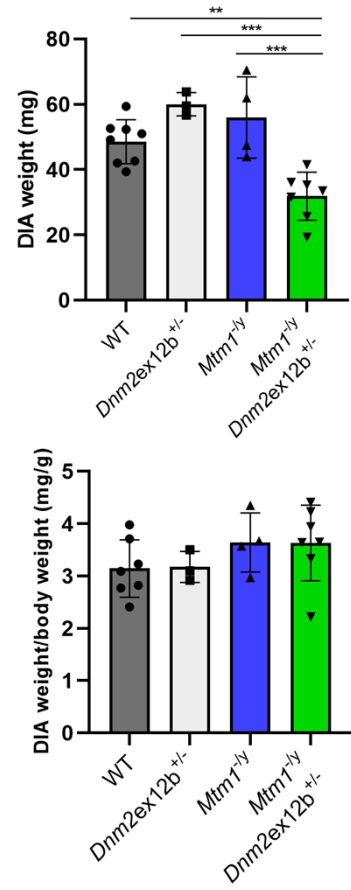 **
***
***
DIA weight (mg)
80
60
40
20
0
WT
Dnm2ex12b+/-
Mtm1-/y
Mtm1-/y
Dnm2ex12b+/-
DIA weight/body weight (mg/g)
5
4
3
2
1
0
WT
Dnm2ex12b+/-
Mtm1-/y
Mtm1-/y
Dnm2ex12b+/-